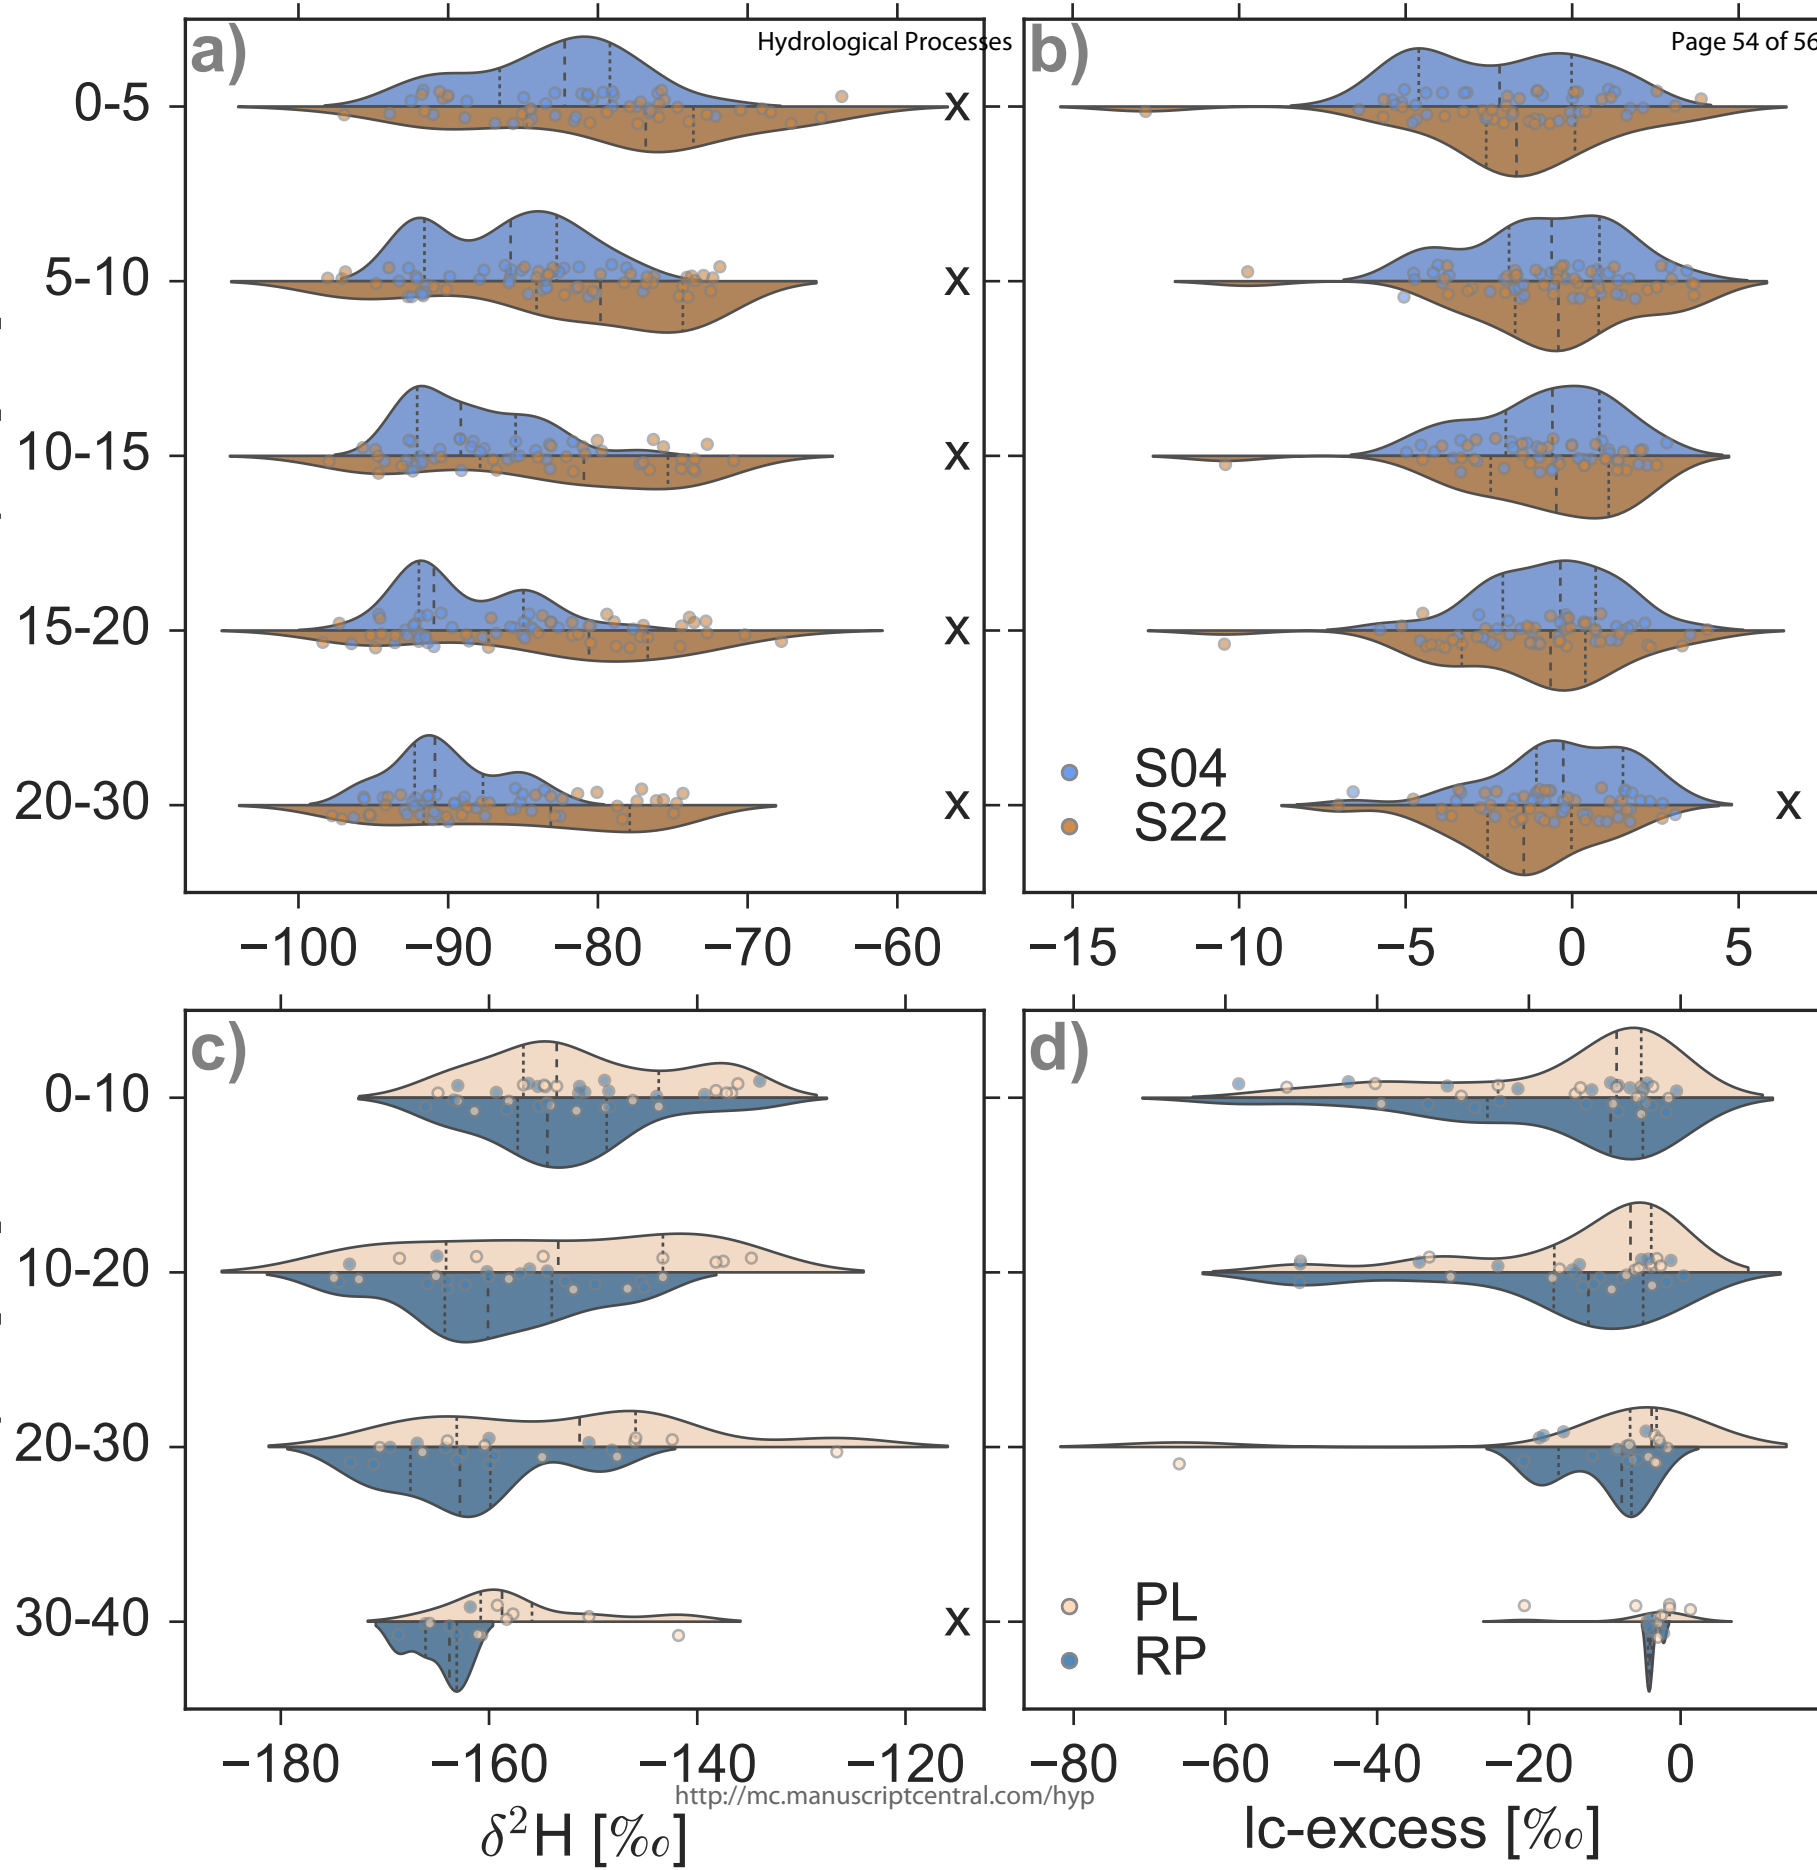 Hydrological Processes
Page 54 of 56
a)
b)
0-5
X
5-10
X
10-15
X
15-20
X
20-30
X
X
S04
S22
−100 −90 −80 −70 −60
−15 −10 −5 0 5
c)
d)
0-10
10-20
20-30
30-40
X
PL
RP
−180 −160 −140 −120
−80 −60 −40 −20 0
http://mc.manuscriptcentral.com/hyp
δ²H [‰]
lc-excess [‰]